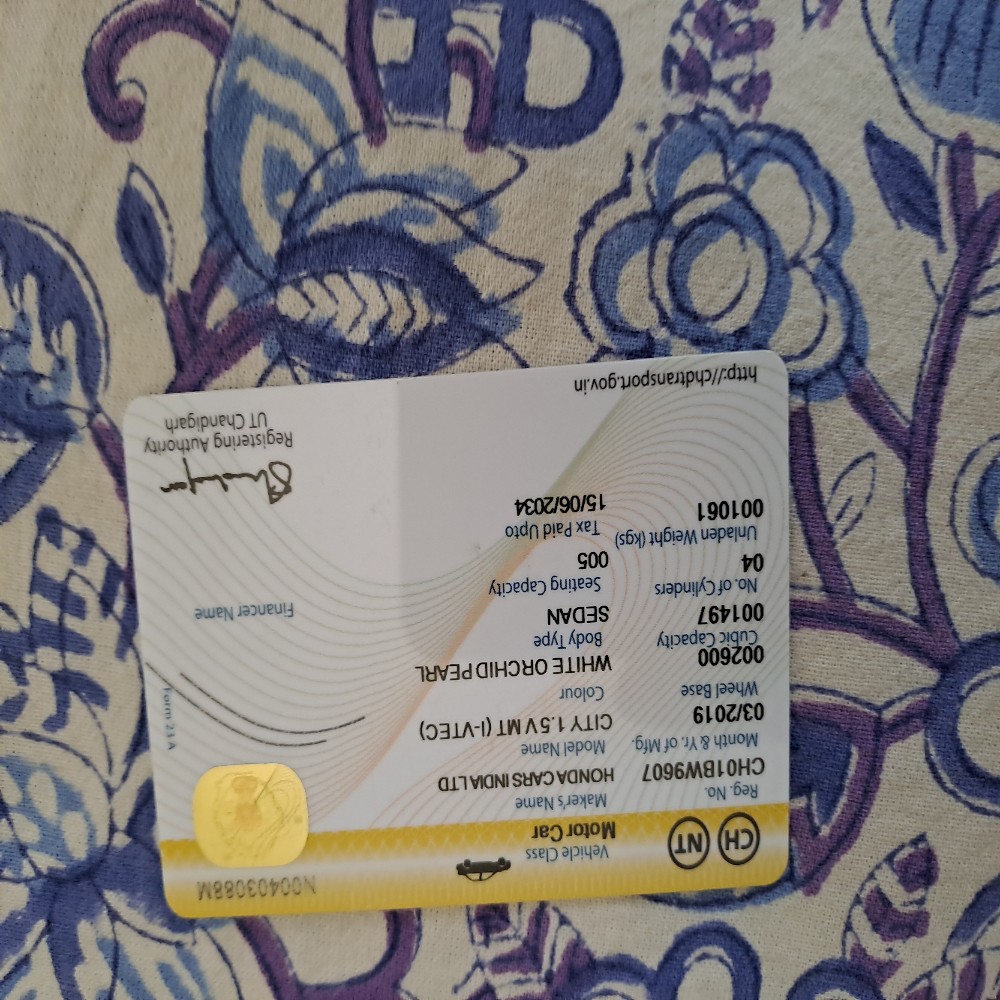 N00403088M
CH NT
Vehicle Class
Motor Car
Reg. No.
CH01BW9607
Maker's Name
HONDA CARS INDIA LTD
Month & Yr. of Mfg.
03/2019
Model Name
CITY 1.5 V MT (I-VTEC)
Wheel Base
002600
Colour
WHITE ORCHID PEARL
Cubic Capacity
001497
Body Type
SEDAN
No. of Cylinders
04
Seating Capacity
005
Unladen Weight (kgs)
001061
Tax Paid Upto
15/06/2034
Form 23 A
Financer Name
Registering Authority
UT Chandigarh
http://chdtransport.gov.in